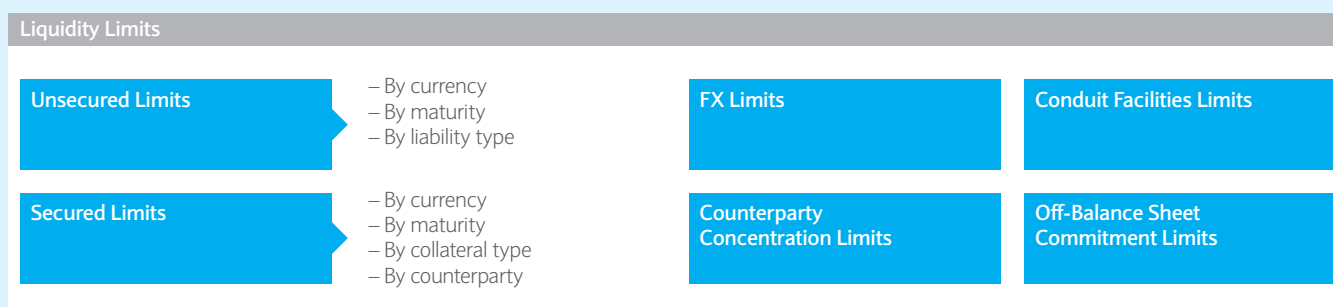 Liquidity Limits
Unsecured Limits
– By currency
– By maturity
– By liability type
FX Limits
Conduit Facilities Limits
Secured Limits
– By currency
– By maturity
– By collateral type
– By counterparty
Counterparty
Concentration Limits
Off-Balance Sheet
Commitment Limits